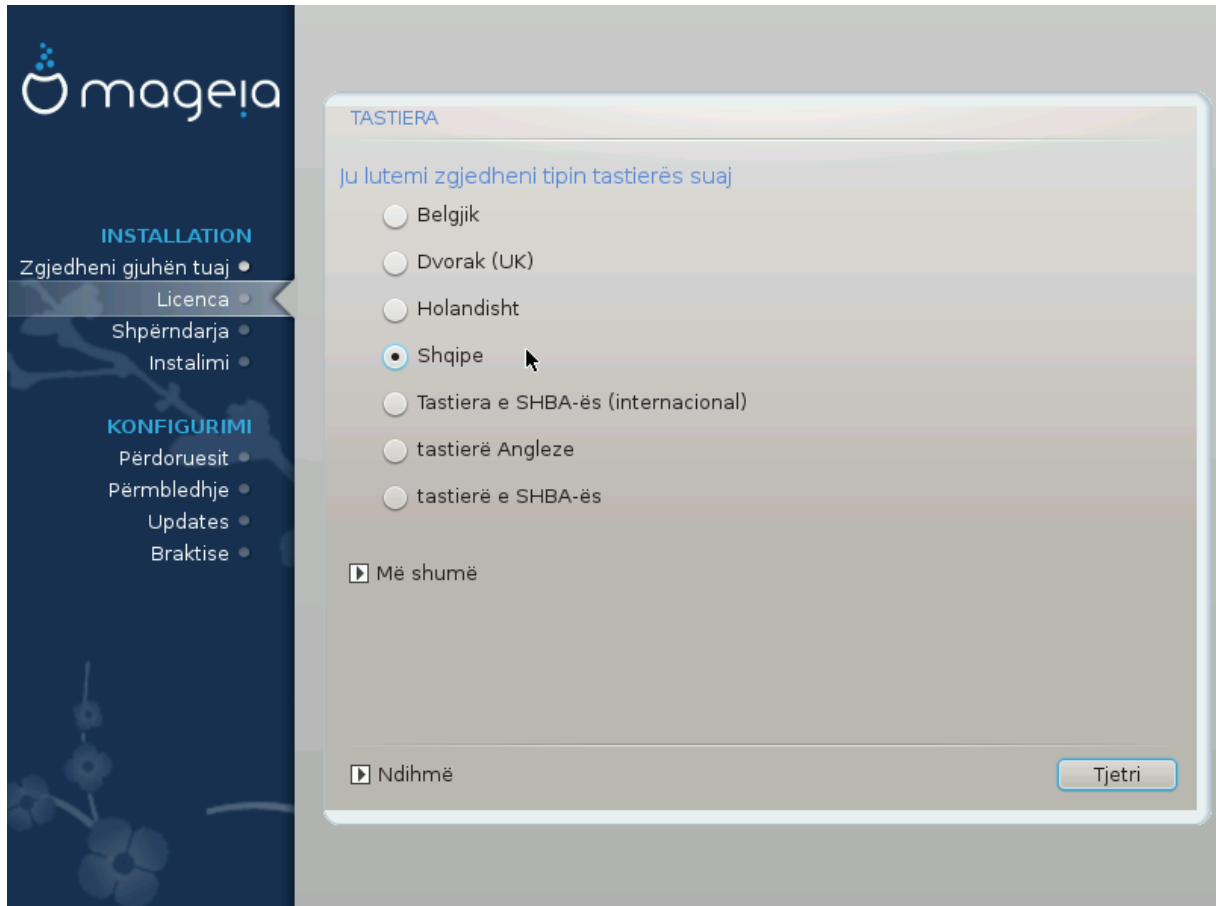 mageia
INSTALLATION
Zgjedheni gjuhën tuaj
Licenca
Shpërndarja
Instalimi
KONFIGURIMI
Përdoruesit
Përmbledhje
Updates
Braktise
TASTIERA
Ju lutemi zgjedheni tipin tastierës suaj
Belgjik
Dvorak (UK)
Holandisht
Shqipe
Tastiera e SHBA-ës (internacional)
tastierë Angleze
tastierë e SHBA-ës
Më shumë
Ndihmë
Tjetri